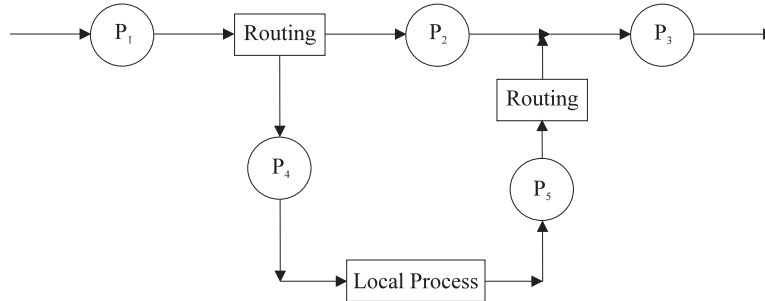 P₁
Routing
P₂
P₃
Routing
P₄
P₅
Local Process